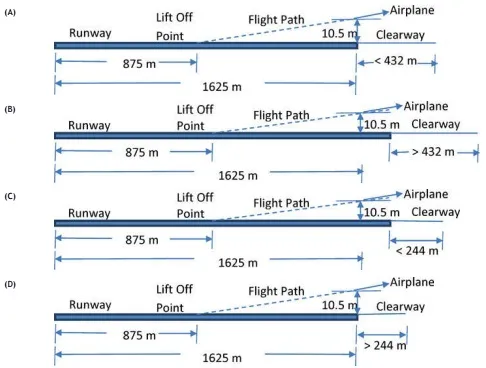 (A)
Lift Off
Flight Path
Airplane
Runway
Point
10.5 m
Clearway
875 m
< 432 m
1625 m
(B)
Lift Off
Flight Path
Airplane
Runway
Point
10.5 m
Clearway
875 m
> 432 m
1625 m
(C)
Lift Off
Flight Path
Airplane
Runway
Point
10.5 m
Clearway
875 m
< 244 m
1625 m
(D)
Lift Off
Flight Path
Airplane
Runway
Point
10.5 m
Clearway
875 m
> 244 m
1625 m